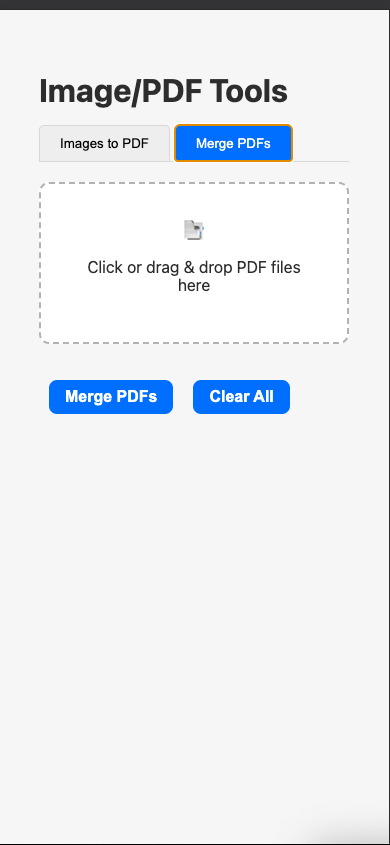 Image/PDF Tools
Images to PDF
Merge PDFs
Click or drag & drop PDF files
here
Merge PDFs
Clear All